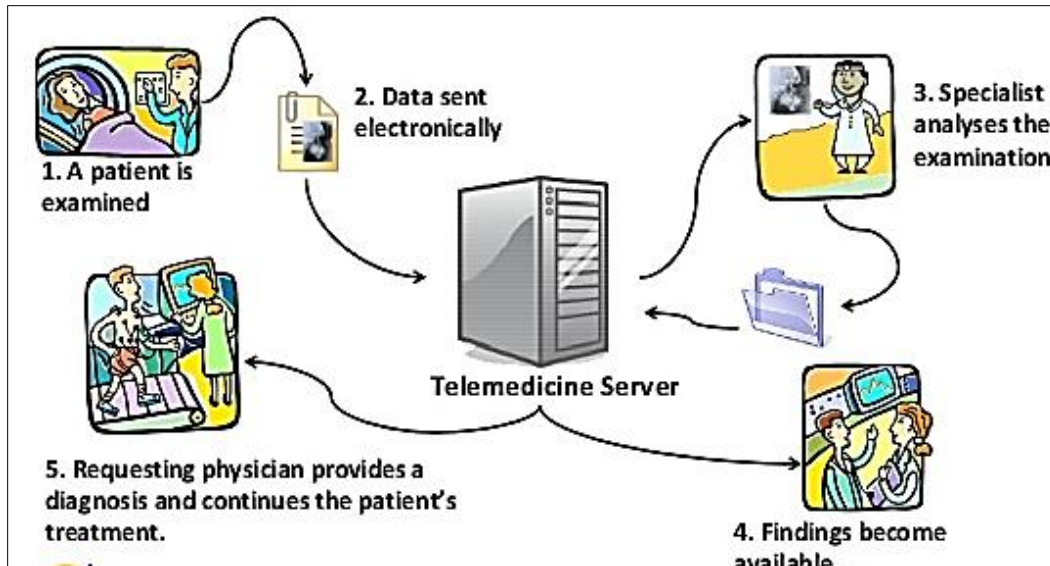 1. A patient is
examined
2. Data sent
electronically
3. Specialist
analyses the
examination
Telemedicine Server
4. Findings become
available
5. Requesting physician provides a
diagnosis and continues the patient's
treatment.